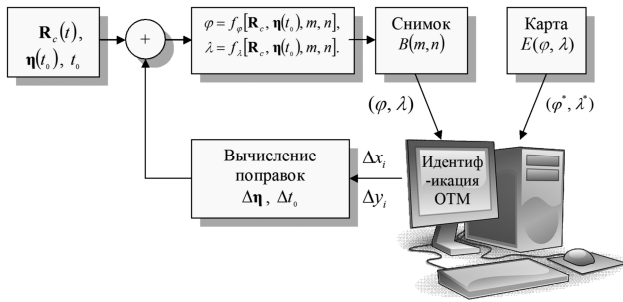 R_c(t),
η(t_0), t_0
+
φ = f_φ[R_c, η(t_0), m, n],
λ = f_λ[R_c, η(t_0), m, n].
Снимок
B(m, n)
Карта
E(φ, λ)
(φ, λ)
(φ*, λ*)
Вычисление
поправок
Δη, Δt_0
Δx_i
Δy_i
Идентиф
-икация
ОТМ